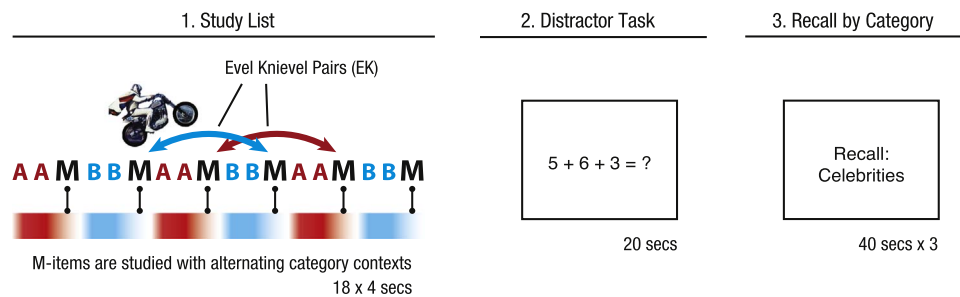 1. Study List
Evel Knievel Pairs (EK)
A A M B B M A A M B B M A A M B B M
M-items are studied with alternating category contexts
18 x 4 secs
2. Distractor Task
5 + 6 + 3 = ?
20 secs
3. Recall by Category
Recall:
Celebrities
40 secs x 3